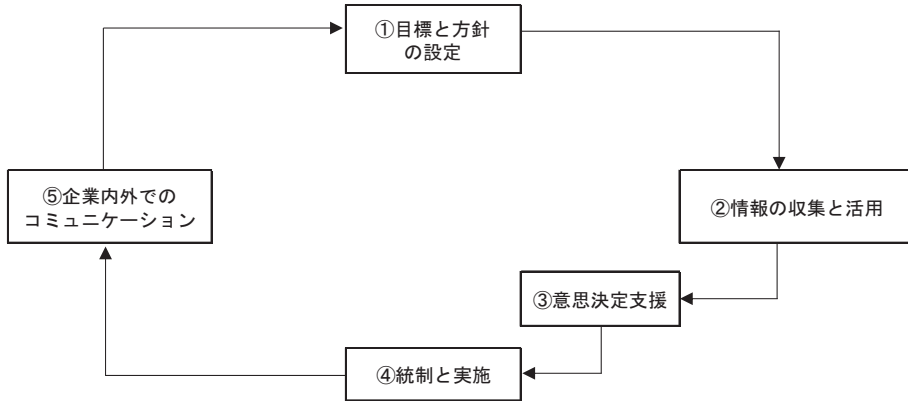 ①目標と方針
の設定
②情報の収集と活用
③意思決定支援
④統制と実施
⑤企業内外での
コミュニケーション